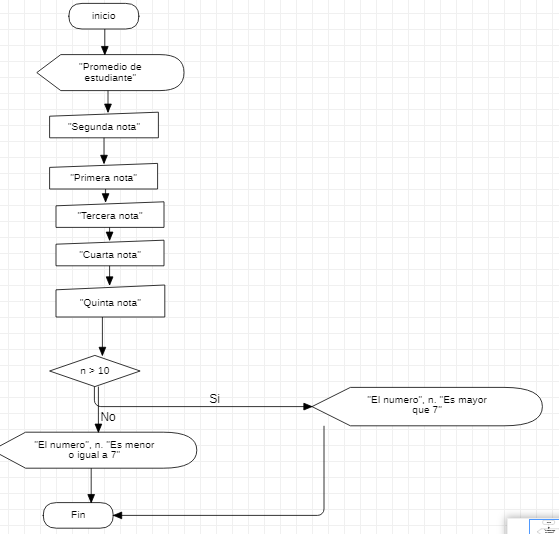 inicio
"Promedio de
estudiante"
"Segunda nota"
"Primera nota"
"Tercera nota"
"Cuarta nota"
"Quinta nota"
n > 10
Si
"El numero", n. "Es mayor
que 7"
No
"El numero", n. "Es menor
o igual a 7"
Fin